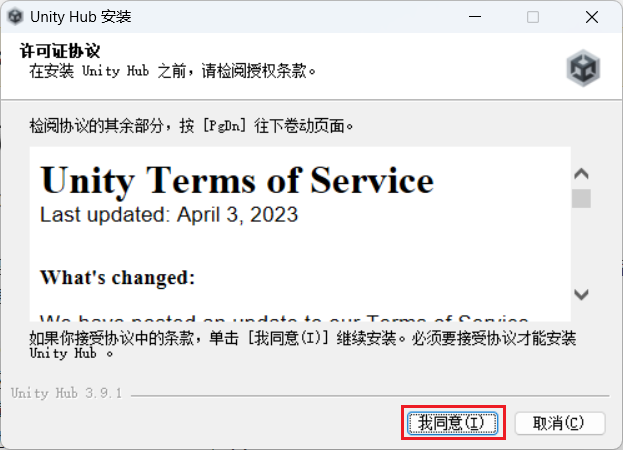 Unity Hub 安装
许可证协议
在安装 Unity Hub 之前，请检阅授权条款。
检阅协议的其余部分，按 [PgDn] 往下卷动页面。
Unity Terms of Service
Last updated: April 3, 2023
What's changed:
We have posted an update to our Terms of Service
如果你接受协议中的条款，单击 [我同意(I)] 继续安装。必须要接受协议才能安装
Unity Hub 。
Unity Hub 3.9.1
我同意(I)
取消(C)